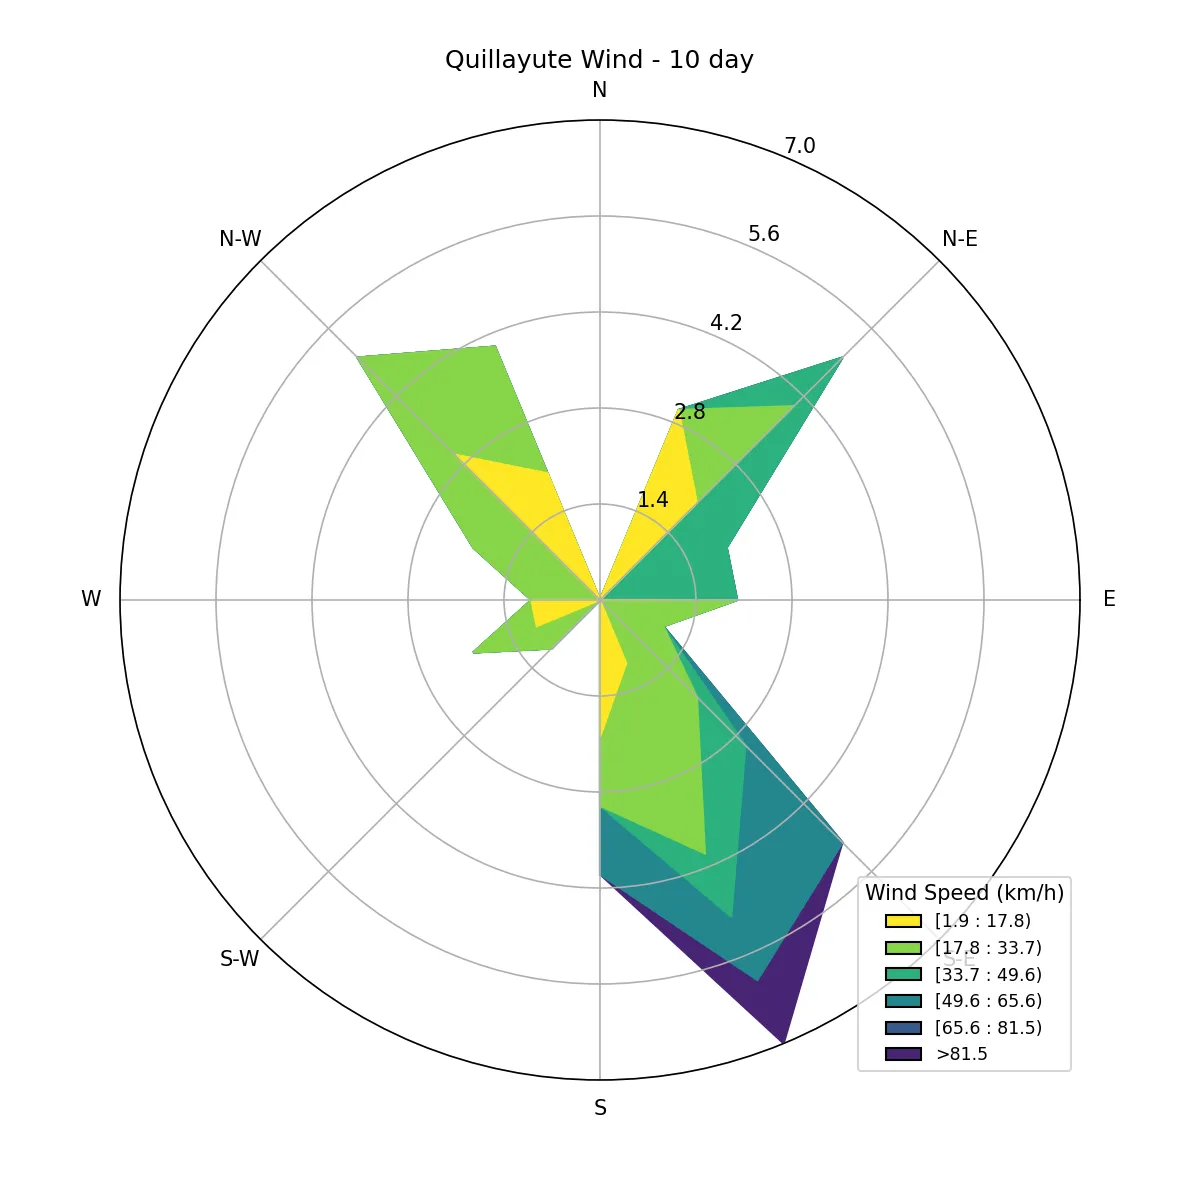 Quillayute Wind - 10 day
N
7.0
N-W
5.6
N-E
4.2
2.8
1.4
W
E
Wind Speed (km/h)
[1.9 : 17.8)
[17.8 : 33.7)
S-W
S-E
[33.7 : 49.6)
[49.6 : 65.6)
[65.6 : 81.5)
>81.5
S